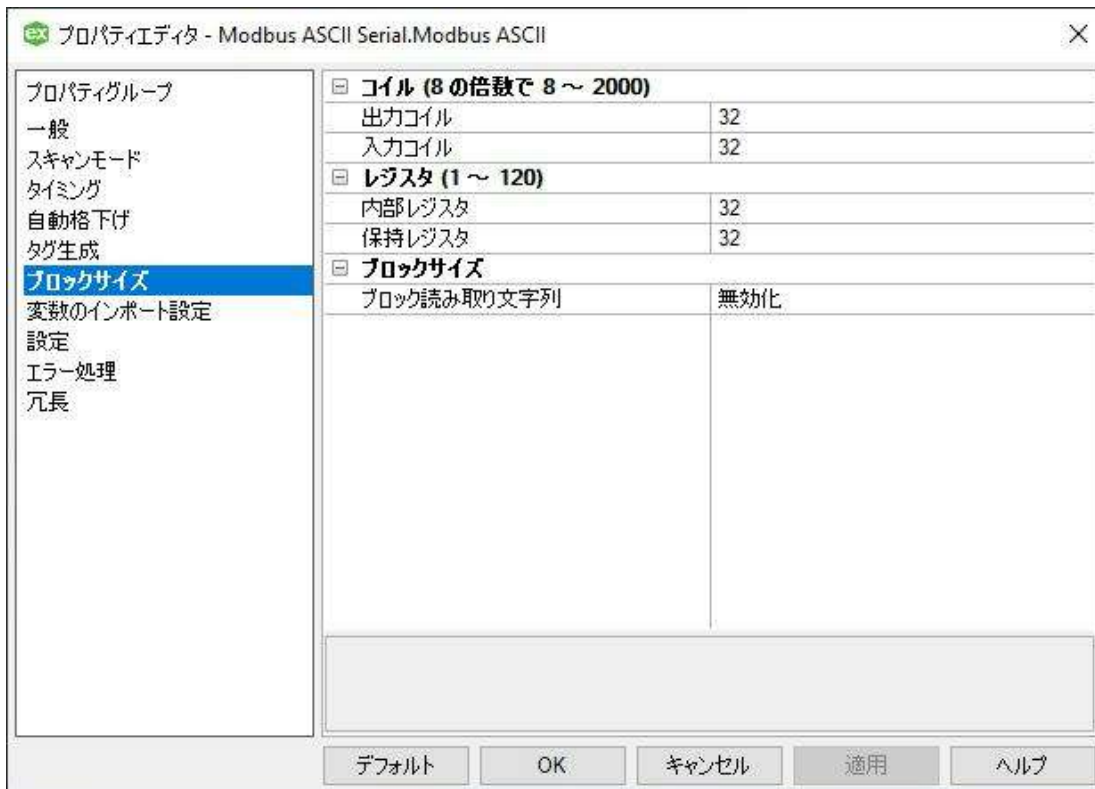 ex プロパティエディタ - Modbus ASCII Serial.Modbus ASCII
プロパティグループ
一般
スキャンモード
タイミング
自動格下げ
タグ生成
ブロックサイズ
変数のインポート設定
設定
エラー処理
冗長
コイル (8 の倍数で 8 ～ 2000)
出力コイル 32
入力コイル 32
レジスタ (1 ～ 120)
内部レジスタ 32
保持レジスタ 32
ブロックサイズ
ブロック読み取り文字列 無効化
デフォルト OK キャンセル 適用 ヘルプ